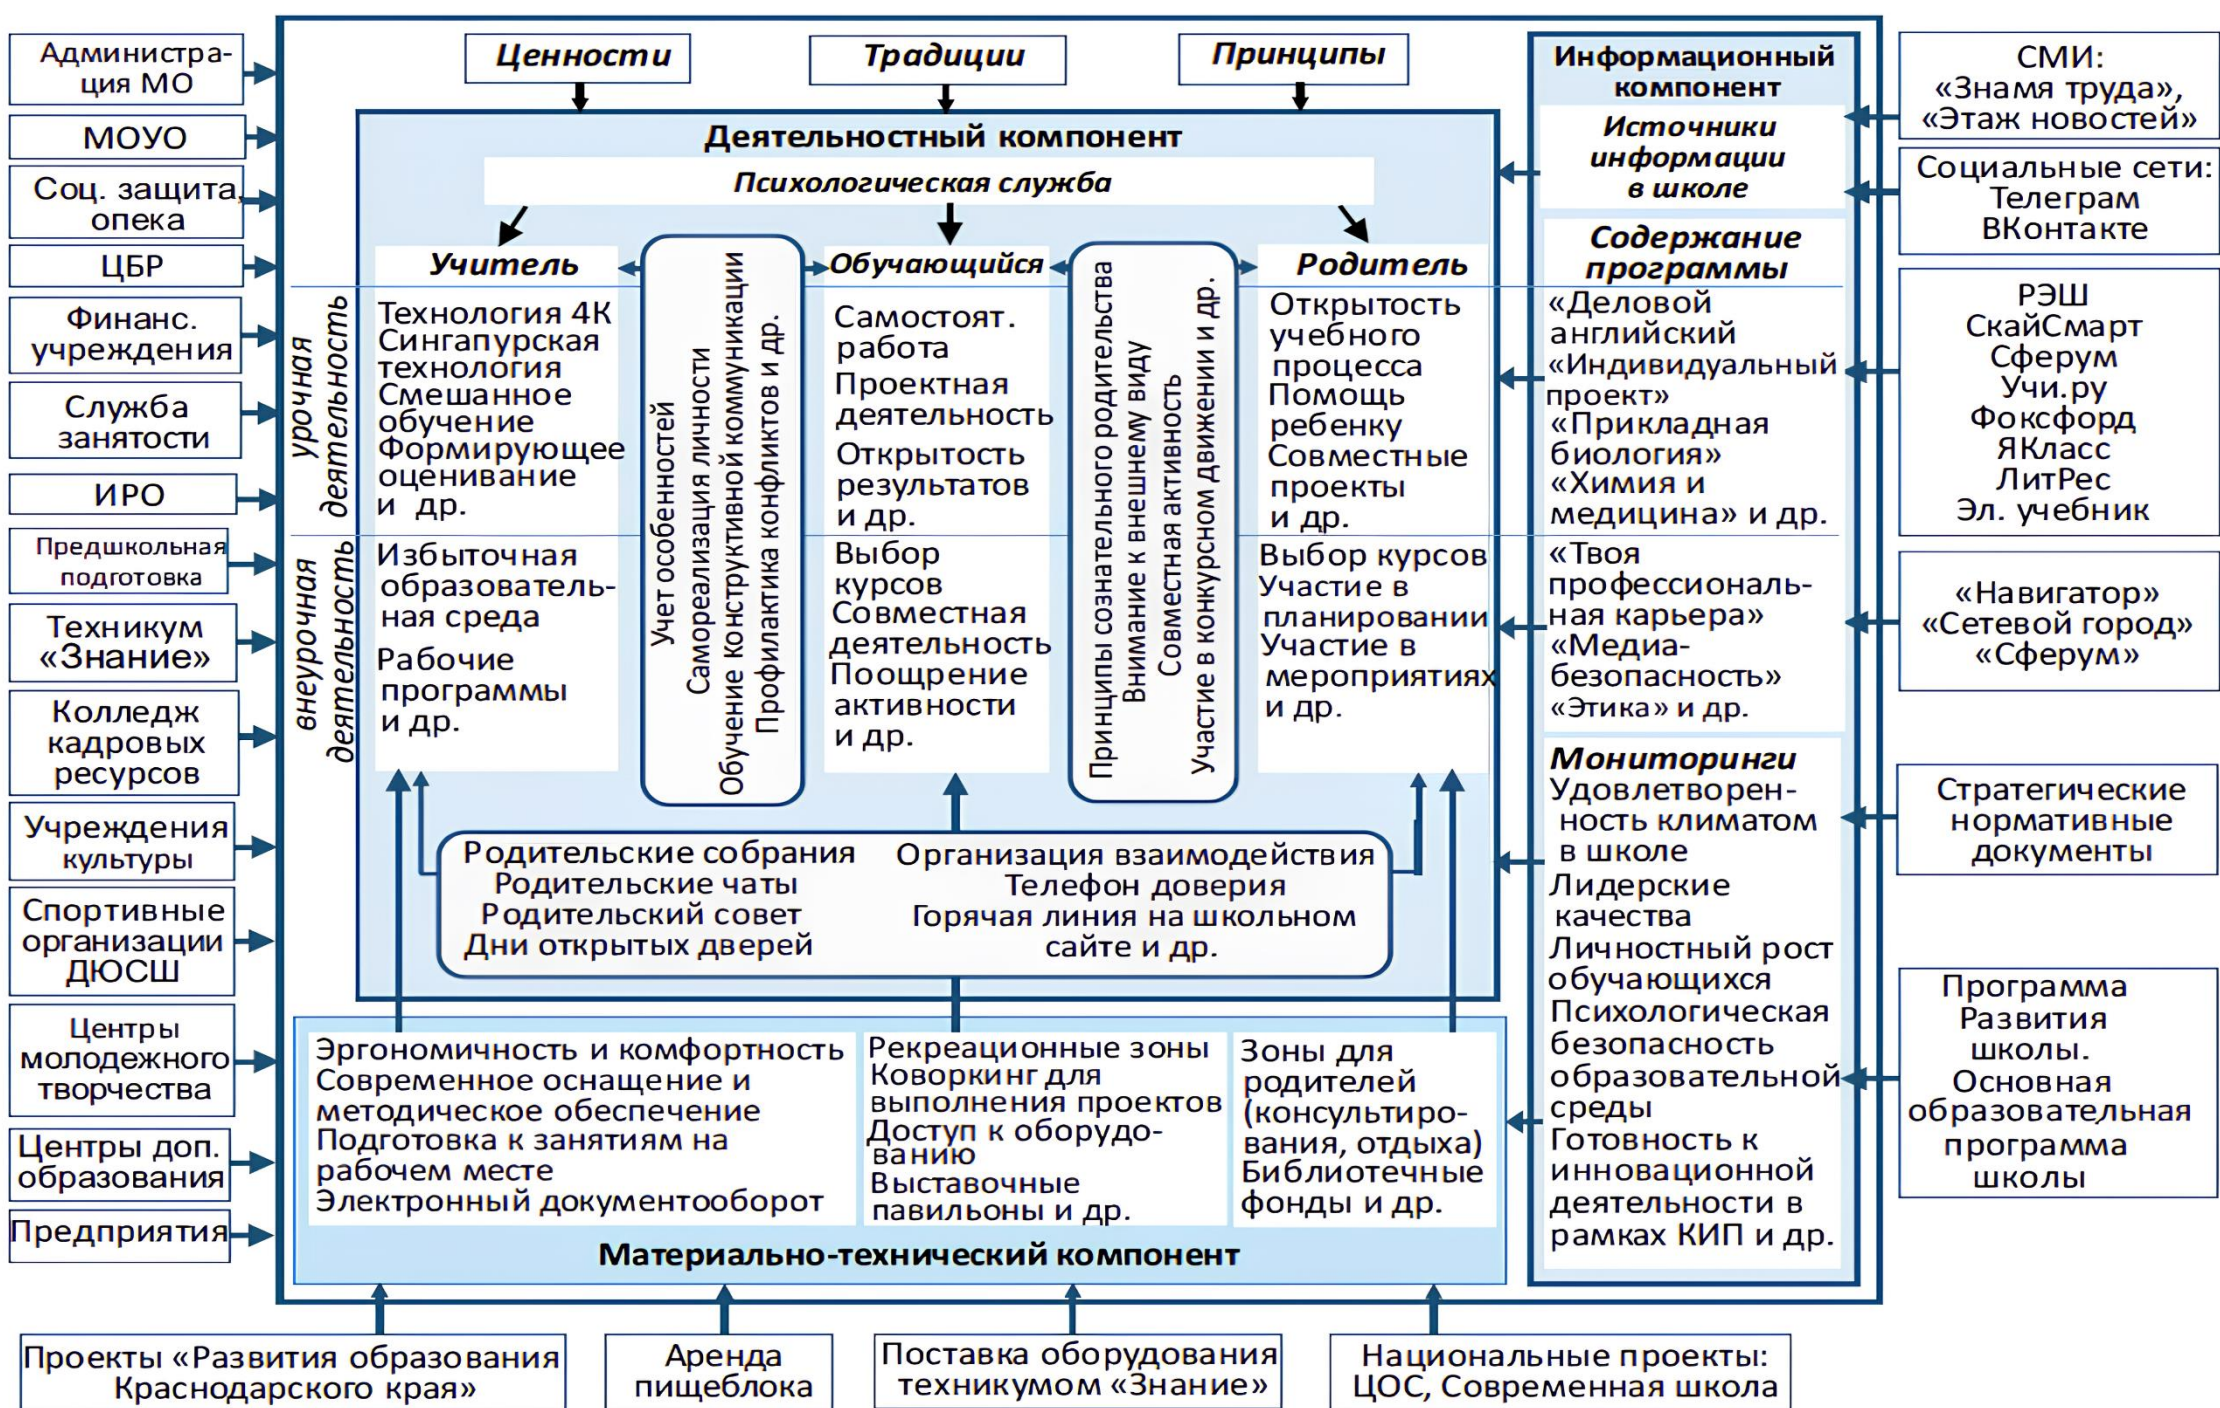 Администра-
ция МО
МОУО
Соц. защита,
опека
ЦБР
Финанс.
учреждения
Служба
занятости
ИРО
Предшкольная
подготовка
Техникум
«Знание»
Колледж
кадровых
ресурсов
Учреждения
культуры
Спортивные
организации
ДЮСШ
Центры
молодежного
творчества
Центры доп.
образования
Предприятия
Ценности
Традиции
Принципы
Деятельностный компонент
Психологическая служба
урочная
деятельность
внеурочная
деятельность
Учитель
Технология 4К
Сингапурская
технология
Смешанное
обучение
Формирующее
оценивание
и др.
Избыточная
образователь-
ная среда
Рабочие
программы
и др.
Учет особенностей
Самореализация личности
Обучение конструктивной коммуникации
Профилактика конфликтов и др.
Обучающийся
Самостоят.
работа
Проектная
деятельность
Открытость
результатов
и др.
Выбор
курсов
Совместная
деятельность
Поощрение
активности
и др.
Принципы сознательного родительства
Внимание к внешнему виду
Совместная активность
Участие в конкурсном движении и др.
Родитель
Открытость
учебного
процесса
Помощь
ребенку
Совместные
проекты
и др.
Выбор курсов
Участие в
планировании
Участие в
мероприятиях
и др.
Родительские собрания
Родительские чаты
Родительский совет
Дни открытых дверей
Организация взаимодействия
Телефон доверия
Горячая линия на школьном
сайте и др.
Эргономичность и комфортность
Современное оснащение и
методическое обеспечение
Подготовка к занятиям на
рабочем месте
Электронный документооборот
Рекреационные зоны
Коворкинг для
выполнения проектов
Доступ к оборудо-
ванию
Выставочные
павильоны и др.
Зоны для
родителей
(консультиро-
вания, отдыха)
Библиотечные
фонды и др.
Материально-технический компонент
Информационный
компонент
Источники
информации
в школе
Содержание
программы
«Деловой
английский
«Индивидуальный
проект»
«Прикладная
биология»
«Химия и
медицина» и др.
«Твоя
профессиональ-
ная карьера»
«Медиа-
безопасность»
«Этика» и др.
Мониторинги
Удовлетворен-
ность климатом
в школе
Лидерские
качества
Личностный рост
обучающихся
Психологическая
безопасность
образовательной
среды
Готовность к
инновационной
деятельности в
рамках КИП и др.
СМИ:
«Знамя труда»,
«Этаж новостей»
Социальные сети:
Телеграм
ВКонтакте
РЭШ
СкайСмарт
Сферум
Учи.ру
Фоксфорд
ЯКласс
ЛитРес
Эл. учебник
«Навигатор»
«Сетевой город»
«Сферум»
Стратегические
нормативные
документы
Программа
Развития
школы.
Основная
образовательная
программа
школы
Проекты «Развития образования
Краснодарского края»
Аренда
пищеблока
Поставка оборудования
техникумом «Знание»
Национальные проекты:
ЦОС, Современная школа